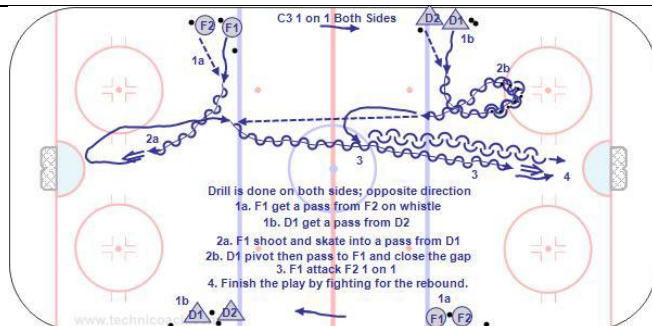 C3 1 on 1 Both Sides
F2 F1
D2 D1
1a
1b
2b
2a
3
3
4
Drill is done on both sides; opposite direction
1a. F1 get a pass from F2 on whistle
1b. D1 get a pass from D2
2a. F1 shoot and skate into a pass from D1
2b. D1 pivot then pass to F1 and close the gap
3. F1 attack F2 1 on 1
4. Finish the play by fighting for the rebound.
1b
1a
D1 D2
F1 F2